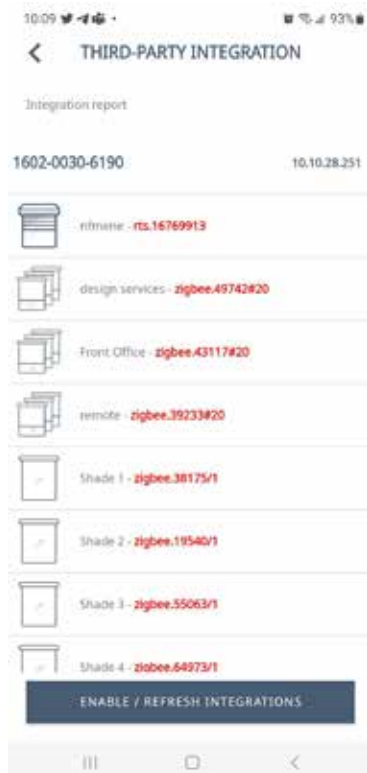 10:09
93%
THIRD-PARTY INTEGRATION
Integration report
1602-0030-6190 10.10.28.251
rts.16769913
design services - zigbee.49742#20
Front Office - zigbee.43117#20
remote - zigbee.39233#20
Shade 1 - zigbee.38175/1
Shade 2 - zigbee.19540/1
Shade 3 - zigbee.55063/1
Shade 4 - zigbee.64973/1
ENABLE / REFRESH INTEGRATIONS